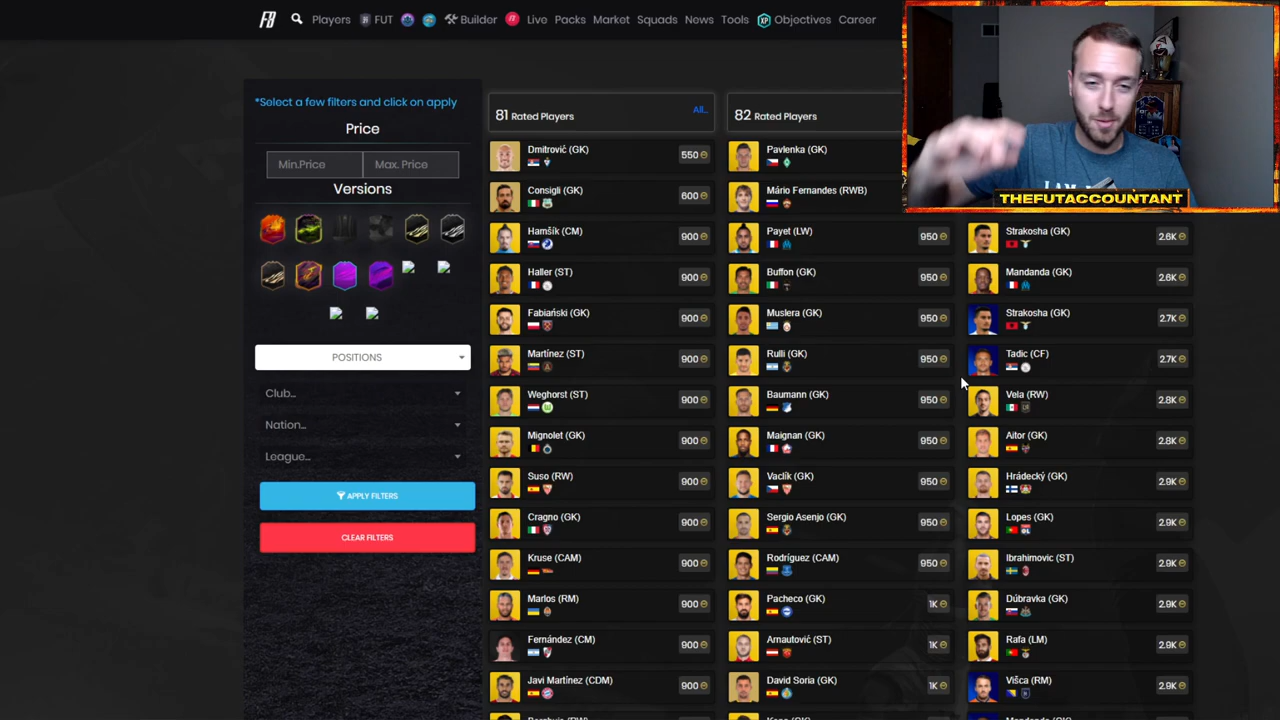 Players FUT Builder Live Packs Market Squads News Tools XP Objectives Career
THEFUTACCOUNTANT
*Select a few filters and click on apply
Price
Min.Price Max. Price
Versions
POSITIONS
Club...
Nation...
League...
APPLY FILTERS
CLEAR FILTERS
81 Rated Players All..
Dmitrović (GK) 550
Consigli (GK) 600
Hamšík (CM) 900
Haller (ST) 900
Fabiański (GK) 900
Martínez (ST) 900
Weghorst (ST) 900
Mignolet (GK) 900
Suso (RW) 900
Cragno (GK) 900
Kruse (CAM) 900
Marlos (RM) 900
Fernández (CM) 900
Javi Martínez (CDM) 900
82 Rated Players
Pavlenka (GK)
Mário Fernandes (RWB)
Payet (LW) 950
Buffon (GK) 950
Muslera (GK) 950
Rulli (GK) 950
Baumann (GK) 950
Maignan (GK) 950
Vaclík (GK) 950
Sergio Asenjo (GK) 950
Rodríguez (CAM) 950
Pacheco (GK) 1K
Arnautović (ST) 1K
David Soria (GK) 1K
Strakosha (GK) 2.6K
Mandanda (GK) 2.6K
Strakosha (GK) 2.7K
Tadic (CF) 2.7K
Vela (RW) 2.8K
Aitor (GK) 2.8K
Hrádecký (GK) 2.9K
Lopes (GK) 2.9K
Ibrahimovic (ST) 2.9K
Dúbravka (GK) 2.9K
Rafa (LM) 2.9K
Višca (RM) 2.9K